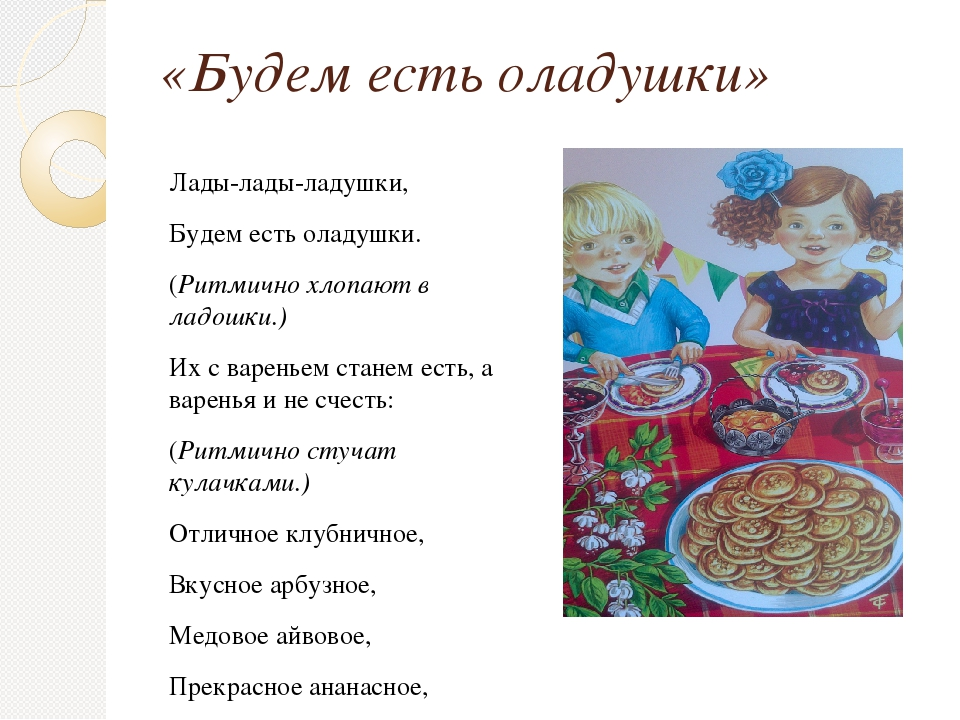 «Будем есть оладушки»
Лады-лады-ладушки,
Будем есть оладушки.
(Ритмично хлопают в
ладошки.)
Их с вареньем станем есть, а
варенья и не счесть:
(Ритмично стучат
кулачками.)
Отличное клубничное,
Вкусное арбузное,
Медовое айвовое,
Прекрасное ананасное,